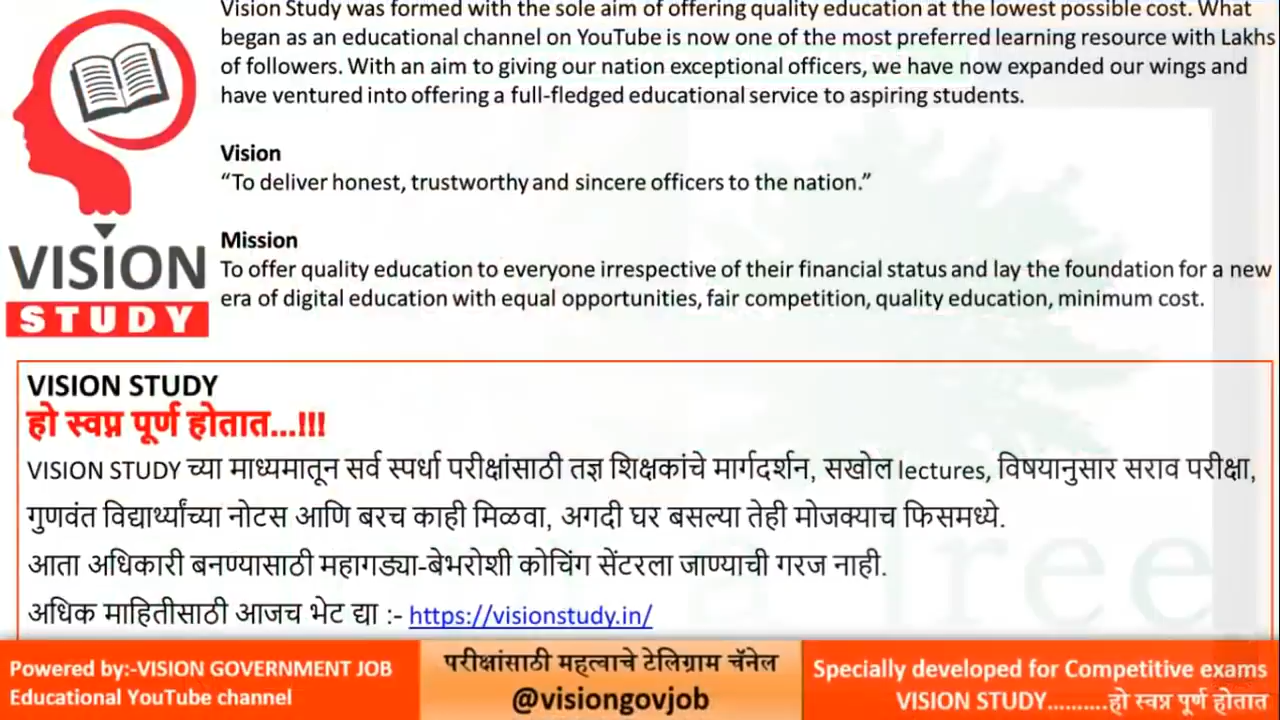 Vision Study was formed with the sole aim of offering quality education at the lowest possible cost. What
began as an educational channel on YouTube is now one of the most preferred learning resource with Lakhs
of followers. With an aim to giving our nation exceptional officers, we have now expanded our wings and
have ventured into offering a full-fledged educational service to aspiring students.
Vision
“To deliver honest, trustworthy and sincere officers to the nation.”
Mission
To offer quality education to everyone irrespective of their financial status and lay the foundation for a new
era of digital education with equal opportunities, fair competition, quality education, minimum cost.
VISION
STUDY
VISION STUDY
हो स्वप्न पूर्ण होतात...!!!
VISION STUDY च्या माध्यमातून सर्व स्पर्धा परीक्षांसाठी तज्ञ शिक्षकांचे मार्गदर्शन, सखोल lectures, विषयानुसार सराव परीक्षा,
गुणवंत विद्यार्थ्यांच्या नोटस आणि बरच काही मिळवा, अगदी घर बसल्या तेही मोजक्याच फिसमध्ये.
आता अधिकारी बनण्यासाठी महागड्या-बेभरोशी कोचिंग सेंटरला जाण्याची गरज नाही.
अधिक माहितीसाठी आजच भेट द्या :- https://visionstudy.in/
Powered by:-VISION GOVERNMENT JOB
Educational YouTube channel
परीक्षांसाठी महत्वाचे टेलिग्राम चॅनेल
@visiongovjob
Specially developed for Competitive exams
VISION STUDY..........हो स्वप्न पूर्ण होतात